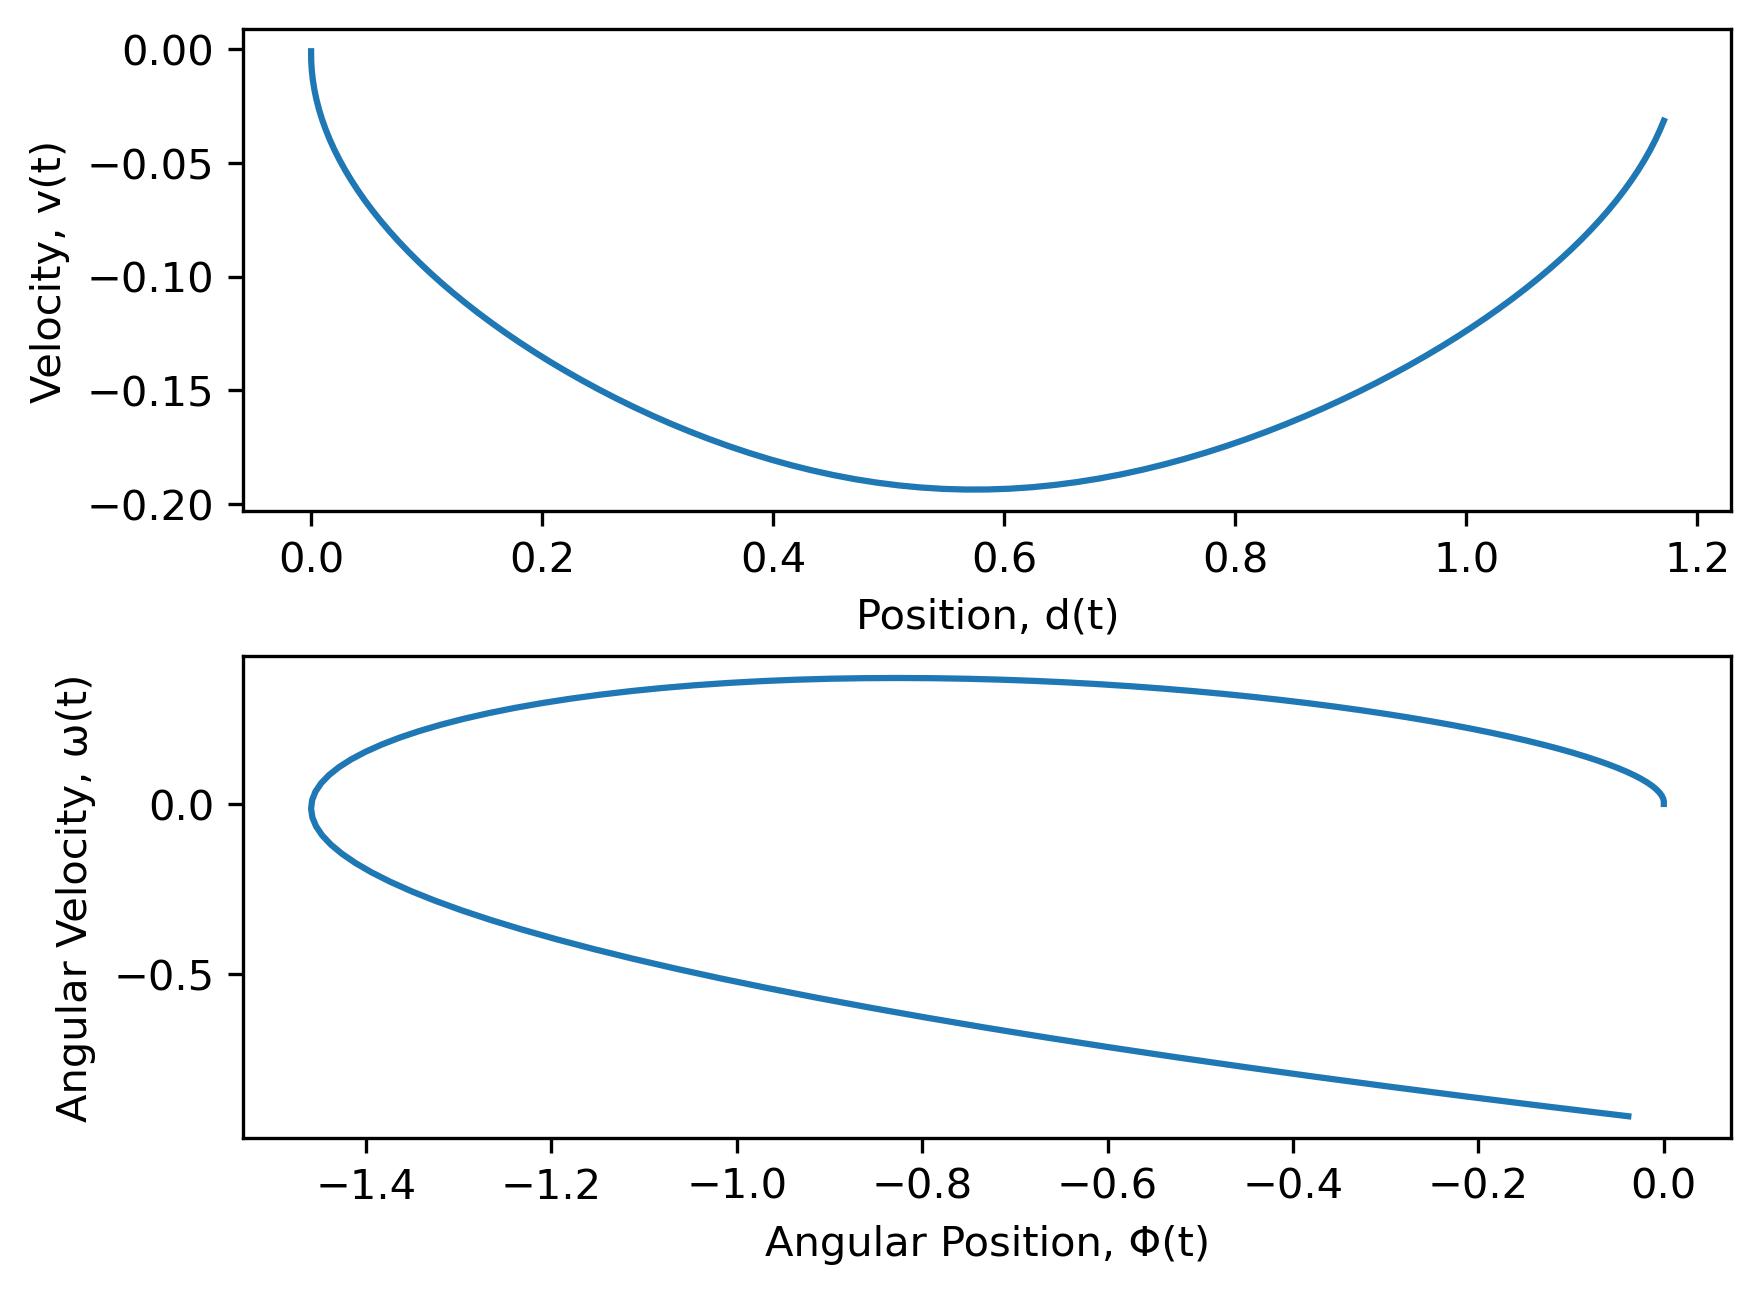 0.00
−0.05
−0.10
−0.15
−0.20
Velocity, v(t)
0.0 0.2 0.4 0.6 0.8 1.0 1.2
Position, d(t)
0.0
−0.5
Angular Velocity, ω(t)
−1.4 −1.2 −1.0 −0.8 −0.6 −0.4 −0.2 0.0
Angular Position, Φ(t)